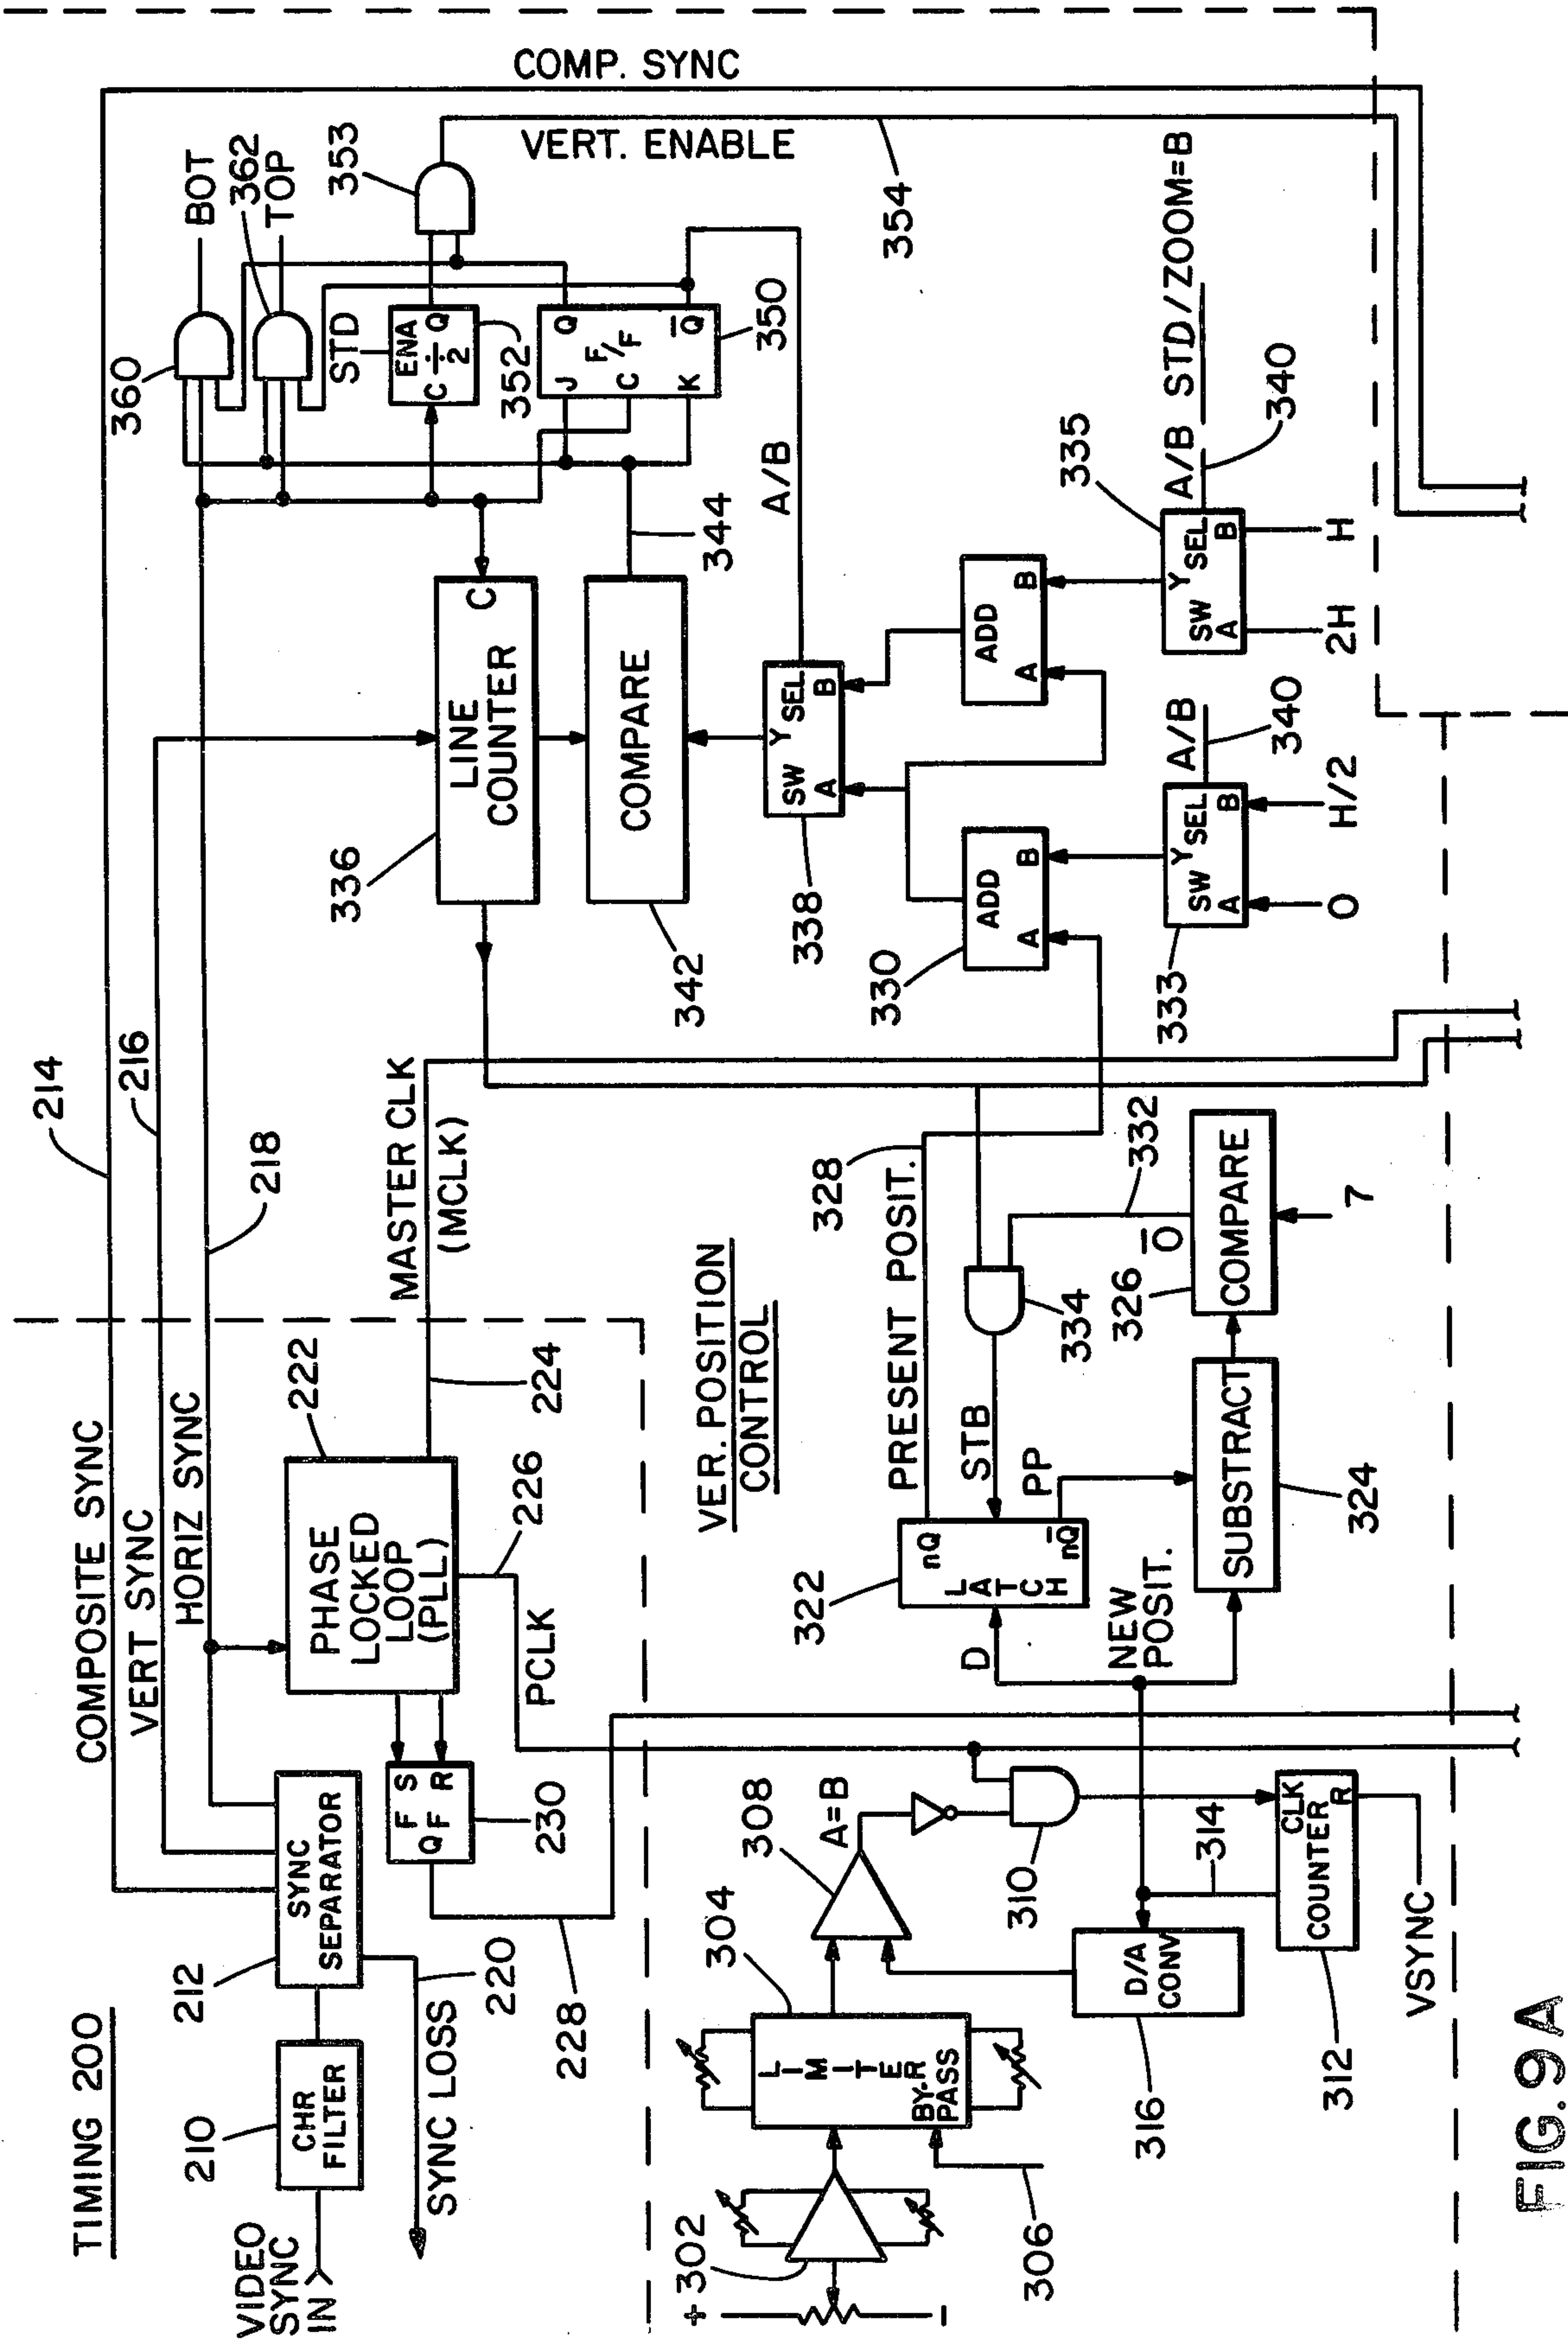 TIMING 200
VIDEO
SYNC
IN
210
CHR
FILTER
212
SYNC
SEPARATOR
SYNC LOSS
220
COMPOSITE SYNC
VERT SYNC
HORIZ SYNC
214
216
218
222
PHASE
LOCKED
LOOP
(PLL)
224
MASTER CLK
(MCLK)
226
PCLK
S
F
Q F R
230
228
COMP. SYNC
VERT. ENABLE
354
353
BOT
362
TOP
360
STD
ENA
C ÷2 Q
352
J Q
F/F
C
K Q̅
350
336
LINE
COUNTER
C
COMPARE
342
344
A/B
SW Y SEL
A B
338
ADD
A B
330
ADD
A B
SW Y SEL
A B
333
A/B
340
O
H/2
SW Y SEL
A B
335
A/B STD/ZOOM=B
340
2H
H
VER. POSITION
CONTROL
PRESENT POSIT.
328
STB
334
332
O̅
326
COMPARE
7
322
nQ
LATCH
nQ̅
PP
D
NEW
POSIT.
SUBSTRACT
324
+
302
-
304
LIMITER
BY-
PASS
306
308
A=B
310
D/A
CONV
316
314
CLK
COUNTER
R
312
VSYNC
FIG. 9A